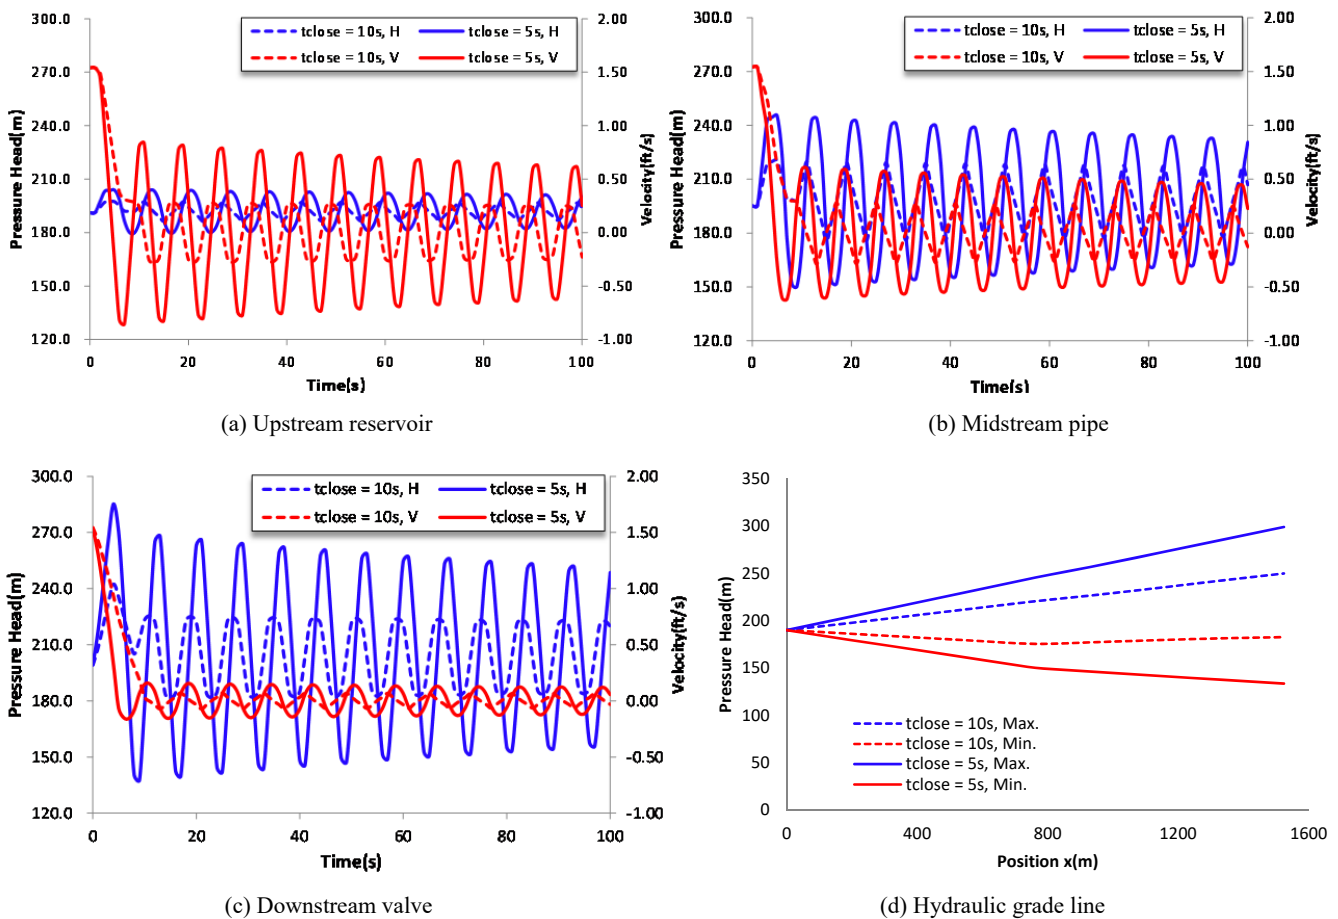 300.0
270.0
240.0
210.0
180.0
150.0
120.0
Pressure Head(m)
tclose = 10s, H
tclose = 5s, H
tclose = 10s, V
tclose = 5s, V
2.00
1.50
1.00
0.50
0.00
-0.50
-1.00
Velocity(ft/s)
0 20 40 60 80 100
Time(s)
(a) Upstream reservoir
300.0
270.0
240.0
210.0
180.0
150.0
120.0
Pressure Head(m)
tclose = 10s, H
tclose = 5s, H
tclose = 10s, V
tclose = 5s, V
2.00
1.50
1.00
0.50
0.00
-0.50
-1.00
Velocity(ft/s)
0 20 40 60 80 100
Time(s)
(b) Midstream pipe
300.0
270.0
240.0
210.0
180.0
150.0
120.0
Pressure Head(m)
tclose = 10s, H
tclose = 5s, H
tclose = 10s, V
tclose = 5s, V
2.00
1.50
1.00
0.50
0.00
-0.50
-1.00
Velocity(ft/s)
0 20 40 60 80 100
Time(s)
(c) Downstream valve
350
300
250
200
150
100
50
0
Pressure Head(m)
tclose = 10s, Max.
tclose = 10s, Min.
tclose = 5s, Max.
tclose = 5s, Min.
0 400 800 1200 1600
Position x(m)
(d) Hydraulic grade line